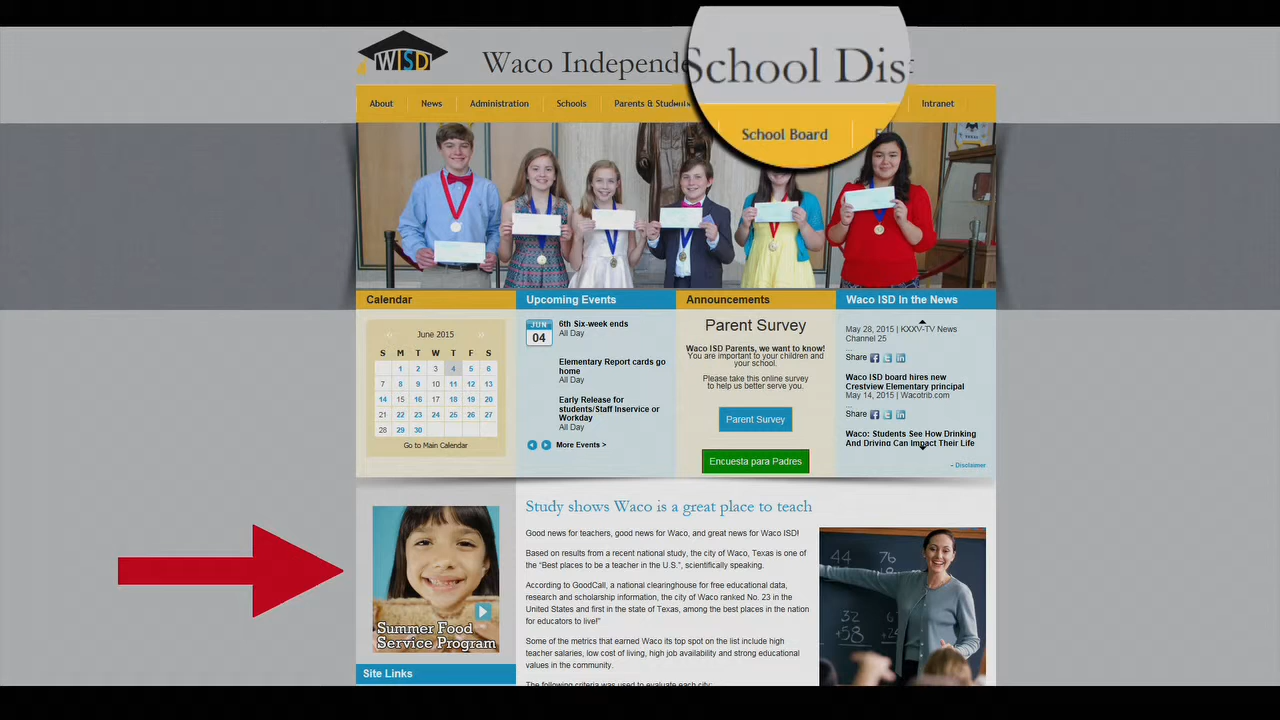 WISD
Waco Independe School Dis
About News Administration Schools Parents & Students School Board Intranet
Calendar
June 2015
S M T W T F S
1 2 3 4 5 6
7 8 9 10 11 12 13
14 15 16 17 18 19 20
21 22 23 24 25 26 27
28 29 30
Go to Main Calendar
Upcoming Events
JUN
04
6th Six-week ends
All Day
Elementary Report cards go
home
All Day
Early Release for
students/Staff Inservice or
Workday
All Day
More Events >
Announcements
Parent Survey
Waco ISD Parents, we want to know!
You are important to your children and
your school.
Please take this online survey
to help us better serve you.
Parent Survey
Encuesta para Padres
Waco ISD In the News
May 28, 2015 | KXXV-TV News
Channel 25
Share
Waco ISD board hires new
Crestview Elementary principal
May 14, 2015 | Wacotrib.com
Share
Waco: Students See How Drinking
And Driving Can Impact Their Life
- Disclaimer
Summer Food
Service Program
Site Links
Study shows Waco is a great place to teach
Good news for teachers, good news for Waco, and great news for Waco ISD!
Based on results from a recent national study, the city of Waco, Texas is one of
the “Best places to be a teacher in the U.S.”, scientifically speaking.
According to GoodCall, a national clearinghouse for free educational data,
research and scholarship information, the city of Waco ranked No. 23 in the
United States and first in the state of Texas, among the best places in the nation
for educators to live!"
Some of the metrics that earned Waco its top spot on the list include high
teacher salaries, low cost of living, high job availability and strong educational
values in the community.
The following criteria was used to evaluate each city:
44 76
32 62
+58 +2